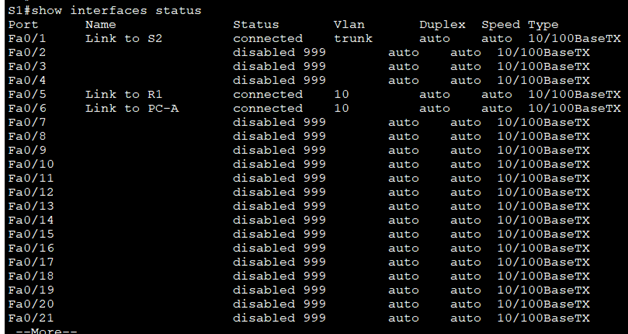 S1#show interfaces status
Port Name Status Vlan Duplex Speed Type
Fa0/1 Link to S2 connected trunk auto auto 10/100BaseTX
Fa0/2 disabled 999 auto auto 10/100BaseTX
Fa0/3 disabled 999 auto auto 10/100BaseTX
Fa0/4 disabled 999 auto auto 10/100BaseTX
Fa0/5 Link to R1 connected 10 auto auto 10/100BaseTX
Fa0/6 Link to PC-A connected 10 auto auto 10/100BaseTX
Fa0/7 disabled 999 auto auto 10/100BaseTX
Fa0/8 disabled 999 auto auto 10/100BaseTX
Fa0/9 disabled 999 auto auto 10/100BaseTX
Fa0/10 disabled 999 auto auto 10/100BaseTX
Fa0/11 disabled 999 auto auto 10/100BaseTX
Fa0/12 disabled 999 auto auto 10/100BaseTX
Fa0/13 disabled 999 auto auto 10/100BaseTX
Fa0/14 disabled 999 auto auto 10/100BaseTX
Fa0/15 disabled 999 auto auto 10/100BaseTX
Fa0/16 disabled 999 auto auto 10/100BaseTX
Fa0/17 disabled 999 auto auto 10/100BaseTX
Fa0/18 disabled 999 auto auto 10/100BaseTX
Fa0/19 disabled 999 auto auto 10/100BaseTX
Fa0/20 disabled 999 auto auto 10/100BaseTX
Fa0/21 disabled 999 auto auto 10/100BaseTX
--More--